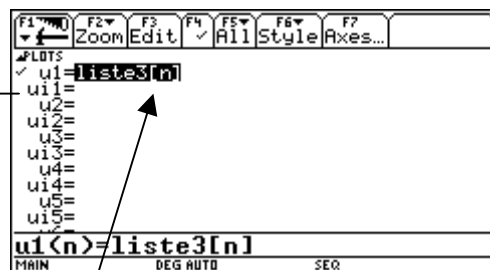 F1▼ F2▼ Zoom F3 Edit F4 ✓ F5▼ All F6▼ Style F7 Axes…
▲PLOTS
✓ u1=liste3[n]
ui1=
u2=
ui2=
u3=
ui3=
u4=
ui4=
u5=
ui5=
u1(n)=liste3[n]
MAIN DEG AUTO SEQ